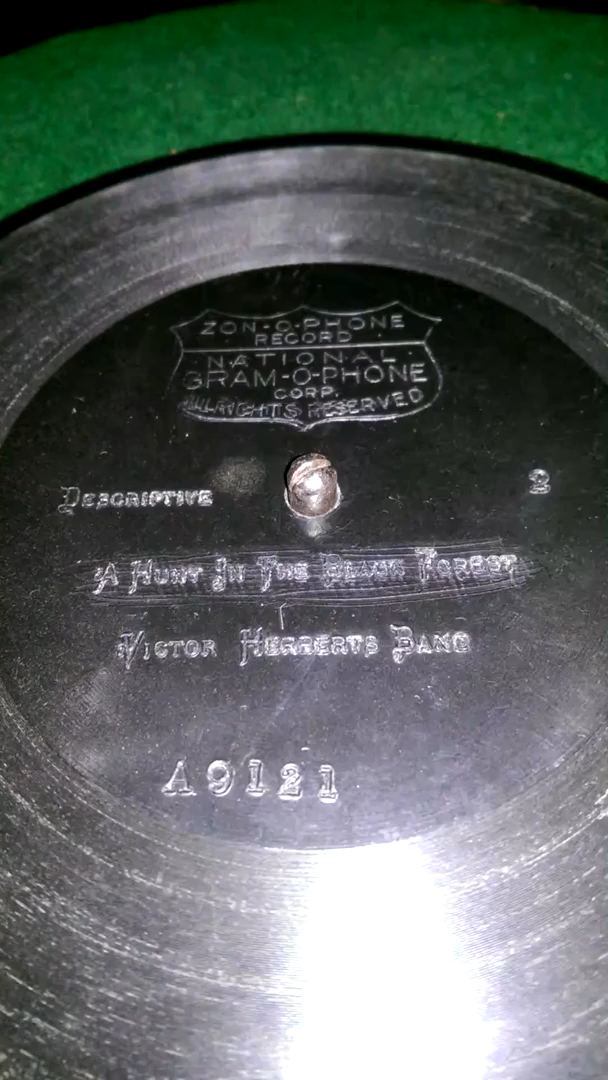 ZON-O-PHONE
RECORD
NATIONAL
GRAM-O-PHONE
CORP.
ALL RIGHTS RESERVED
DESCRIPTIVE 2
A HUNT IN THE BLACK FOREST
VICTOR HERBERTS BAND
A9121